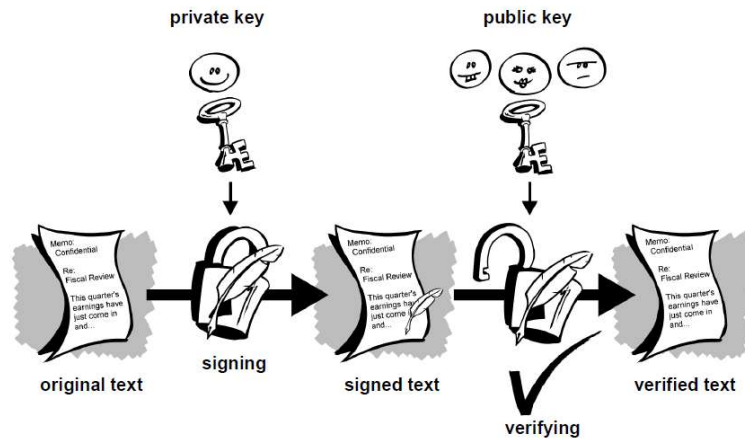 private key
public key
Memo:
Confidential
Re:
Fiscal Review
This quarter's
earnings have
just come in
and...
original text
signing
Memo:
Confidential
Re:
Fiscal Review
This quarter's
earnings hav
just come in
and...
signed text
verifying
Memo:
Confidential
Re:
Fiscal Review
This quarter's
earnings have
just come in
and...
verified text